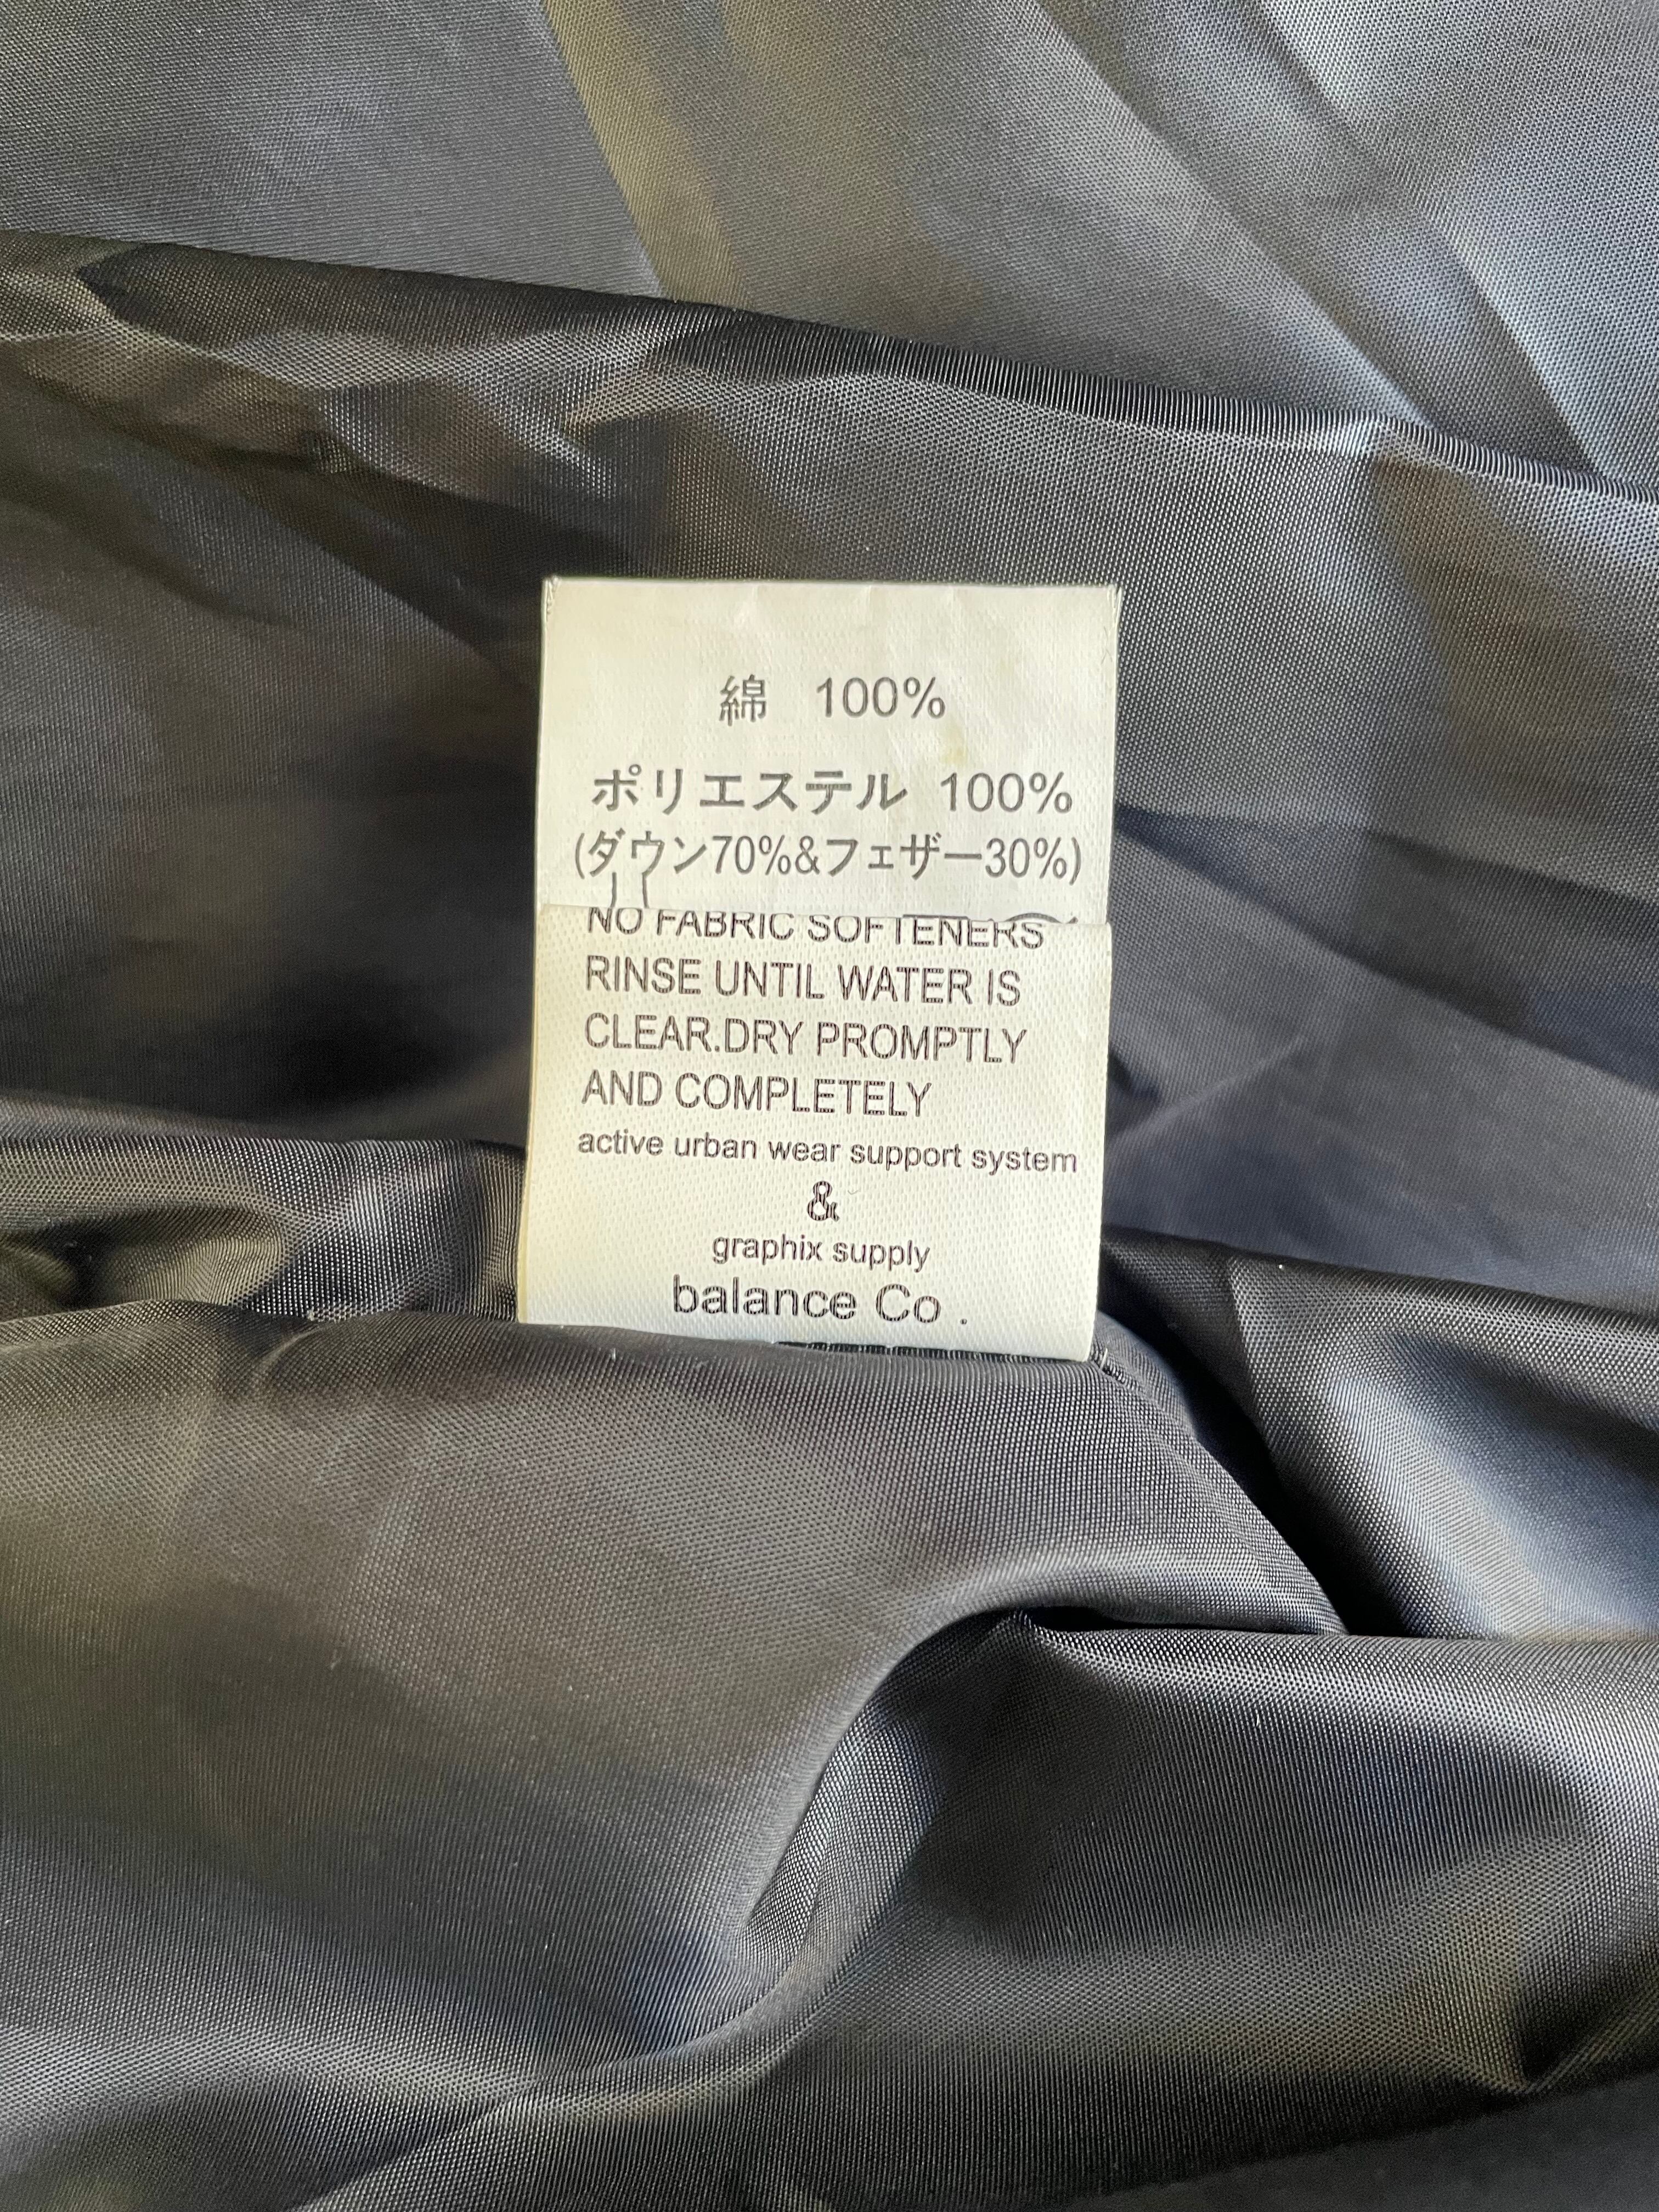 綿 100%
ポリエステル 100%
(ダウン70%&フェザー30%)
NO FABRIC SOFTENERS
RINSE UNTIL WATER IS
CLEAR.DRY PROMPTLY
AND COMPLETELY
active urban wear support system
&
graphix supply
balance Co .